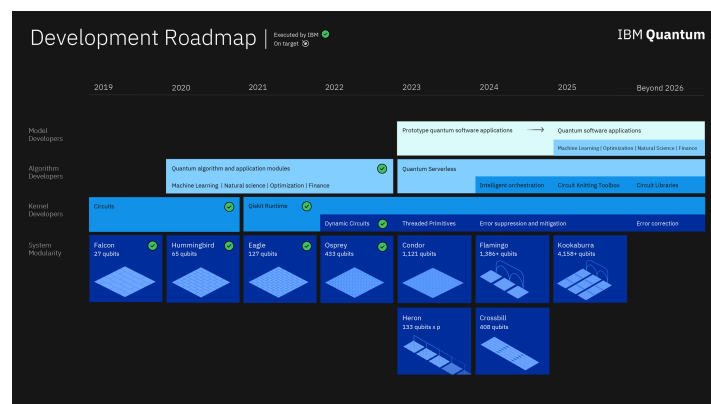 Development Roadmap
Executed by IBM
On target
IBM Quantum
2019
2020
2021
2022
2023
2024
2025
Beyond 2026
Model
Developers
Prototype quantum software applications
Quantum software applications
Machine Learning | Optimization | Natural Science | Finance
Algorithm
Developers
Quantum algorithm and application modules
Machine Learning | Natural science | Optimization | Finance
Quantum Serverless
Intelligent orchestration
Circuit Knitting Toolbox
Circuit Libraries
Kernel
Developers
Circuits
Qiskit Runtime
Dynamic Circuits
Threaded Primitives
Error suppression and mitigation
Error correction
System
Modularity
Falcon
27 qubits
Hummingbird
65 qubits
Eagle
127 qubits
Osprey
433 qubits
Condor
1,121 qubits
Flamingo
1,386+ qubits
Kookaburra
4,158+ qubits
Heron
133 qubits x p
Crossbill
408 qubits